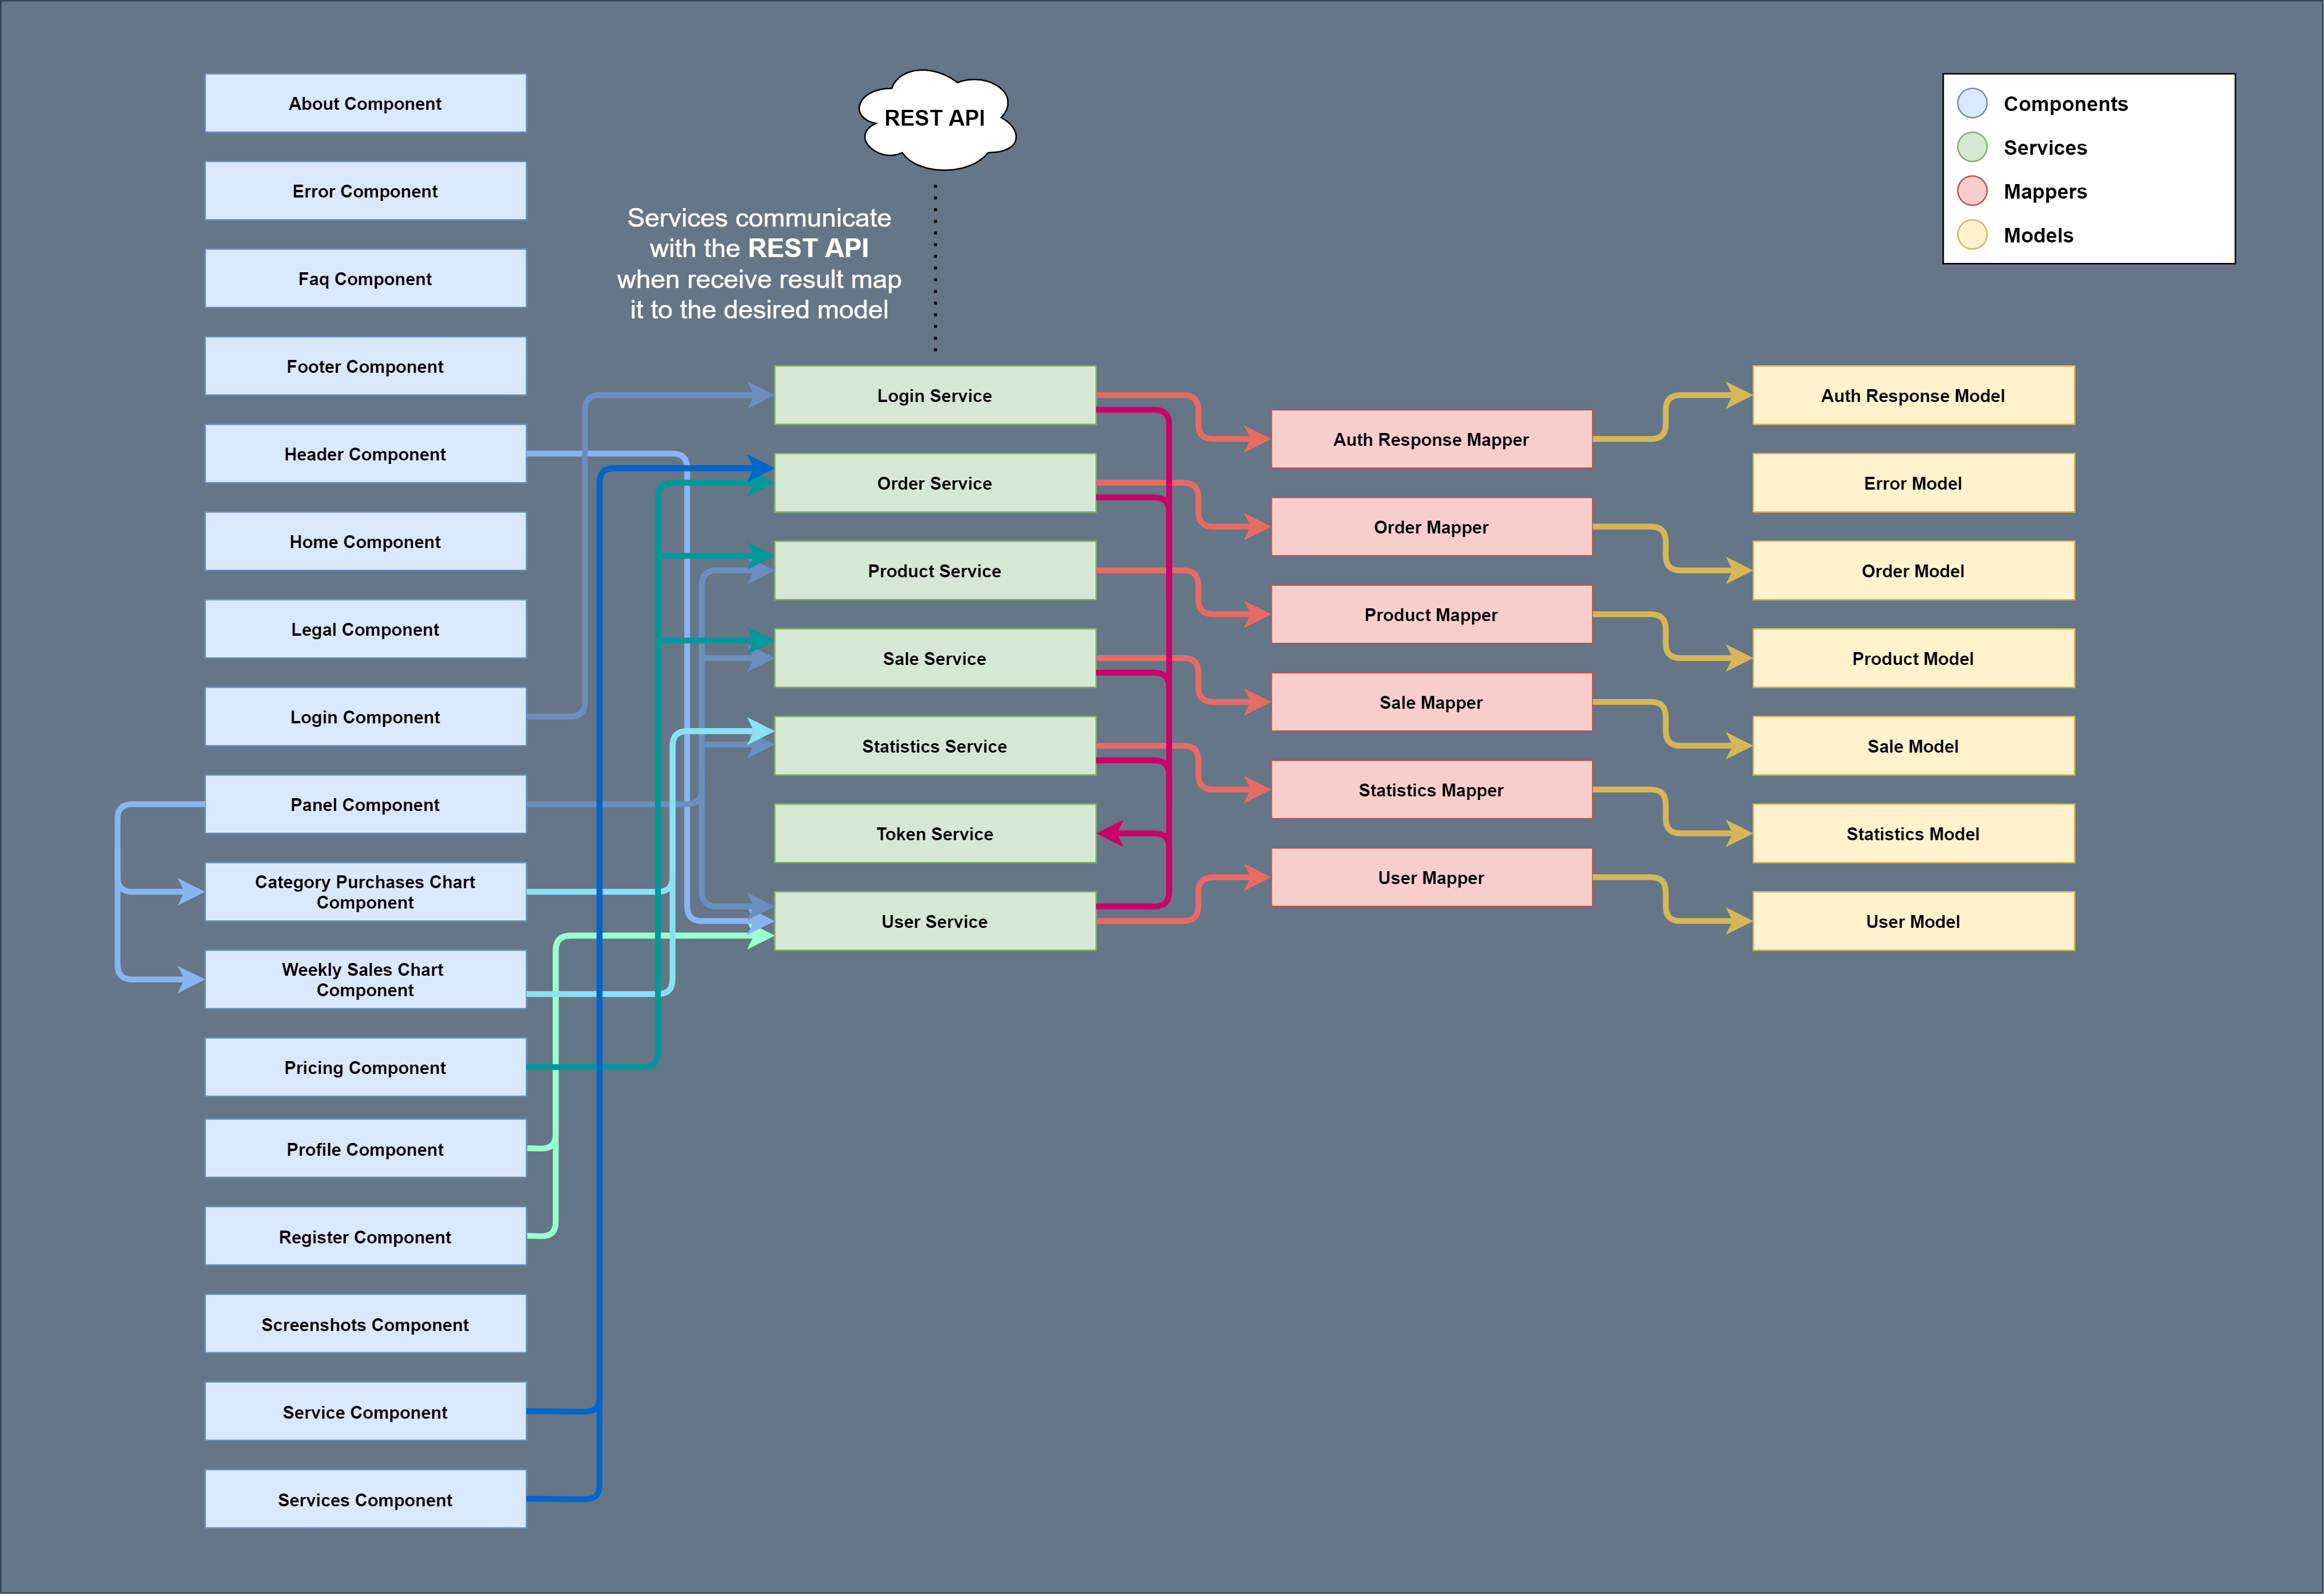 About Component
Error Component
Faq Component
Footer Component
Header Component
Home Component
Legal Component
Login Component
Panel Component
Category Purchases Chart
Component
Weekly Sales Chart
Component
Pricing Component
Profile Component
Register Component
Screenshots Component
Service Component
Services Component
REST API
Services communicate
with the REST API
when receive result map
it to the desired model
Login Service
Order Service
Product Service
Sale Service
Statistics Service
Token Service
User Service
Auth Response Mapper
Order Mapper
Product Mapper
Sale Mapper
Statistics Mapper
User Mapper
Components
Services
Mappers
Models
Auth Response Model
Error Model
Order Model
Product Model
Sale Model
Statistics Model
User Model